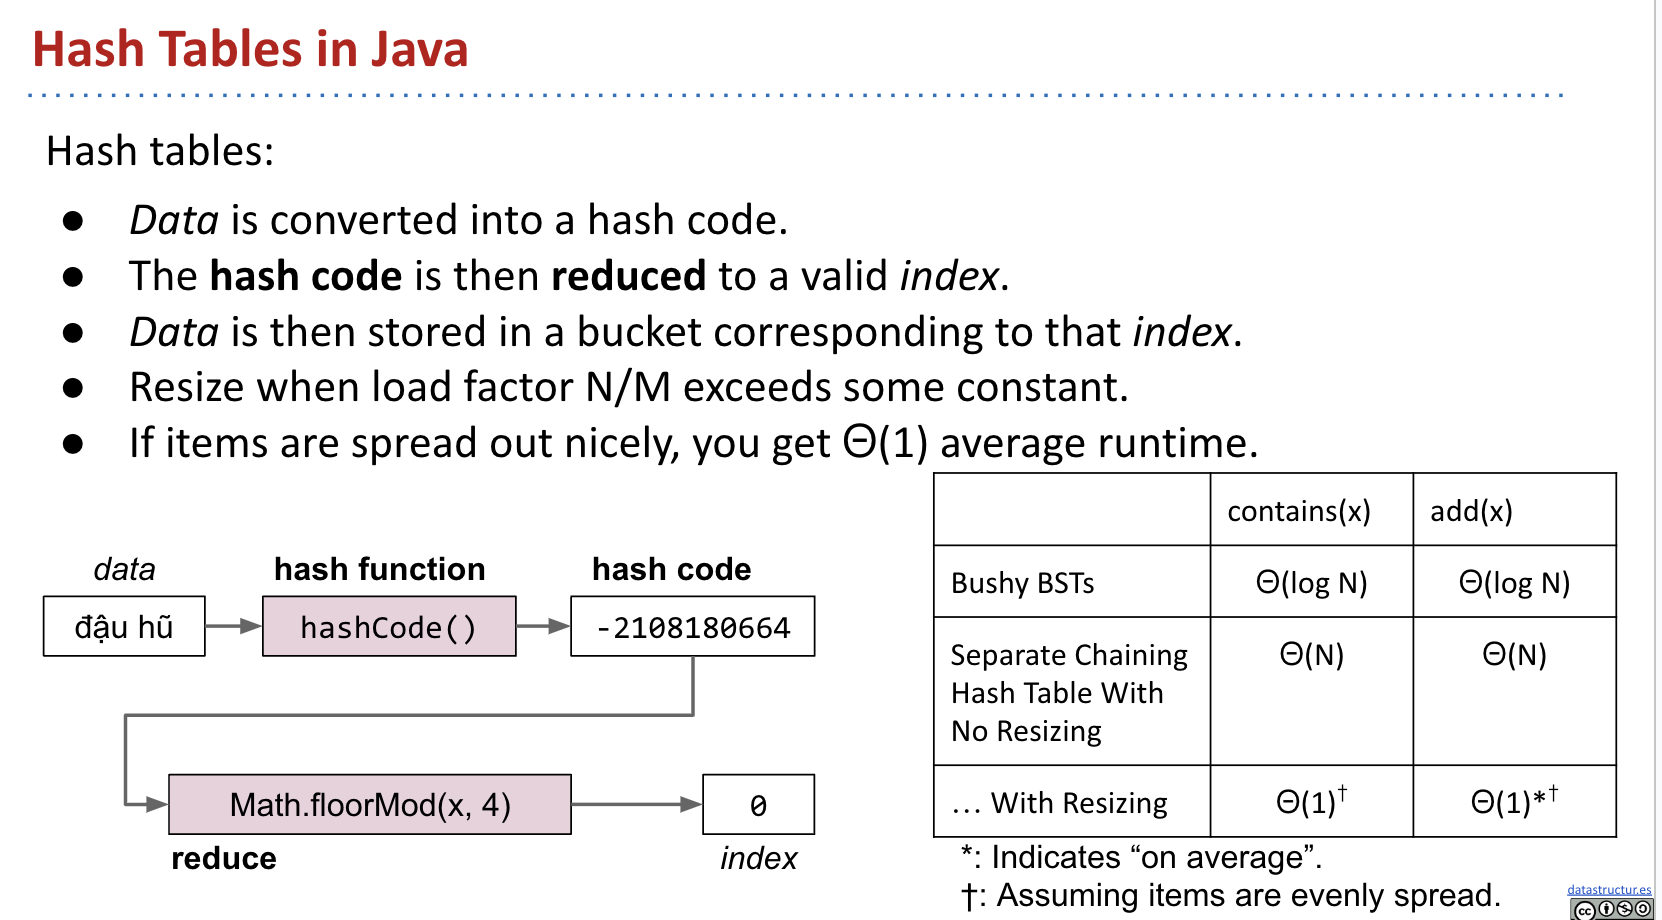 Hash Tables in Java
Hash tables:
● Data is converted into a hash code.
● The hash code is then reduced to a valid index.
● Data is then stored in a bucket corresponding to that index.
● Resize when load factor N/M exceeds some constant.
● If items are spread out nicely, you get Θ(1) average runtime.
data
hash function
hash code
đậu hũ
hashCode()
-2108180664
Math.floorMod(x, 4)
0
reduce
index
contains(x)
add(x)
Bushy BSTs
Θ(log N)
Θ(log N)
Separate Chaining
Hash Table With
No Resizing
Θ(N)
Θ(N)
… With Resizing
Θ(1)†
Θ(1)*†
*: Indicates “on average”.
†: Assuming items are evenly spread.
datastructur.es
cc